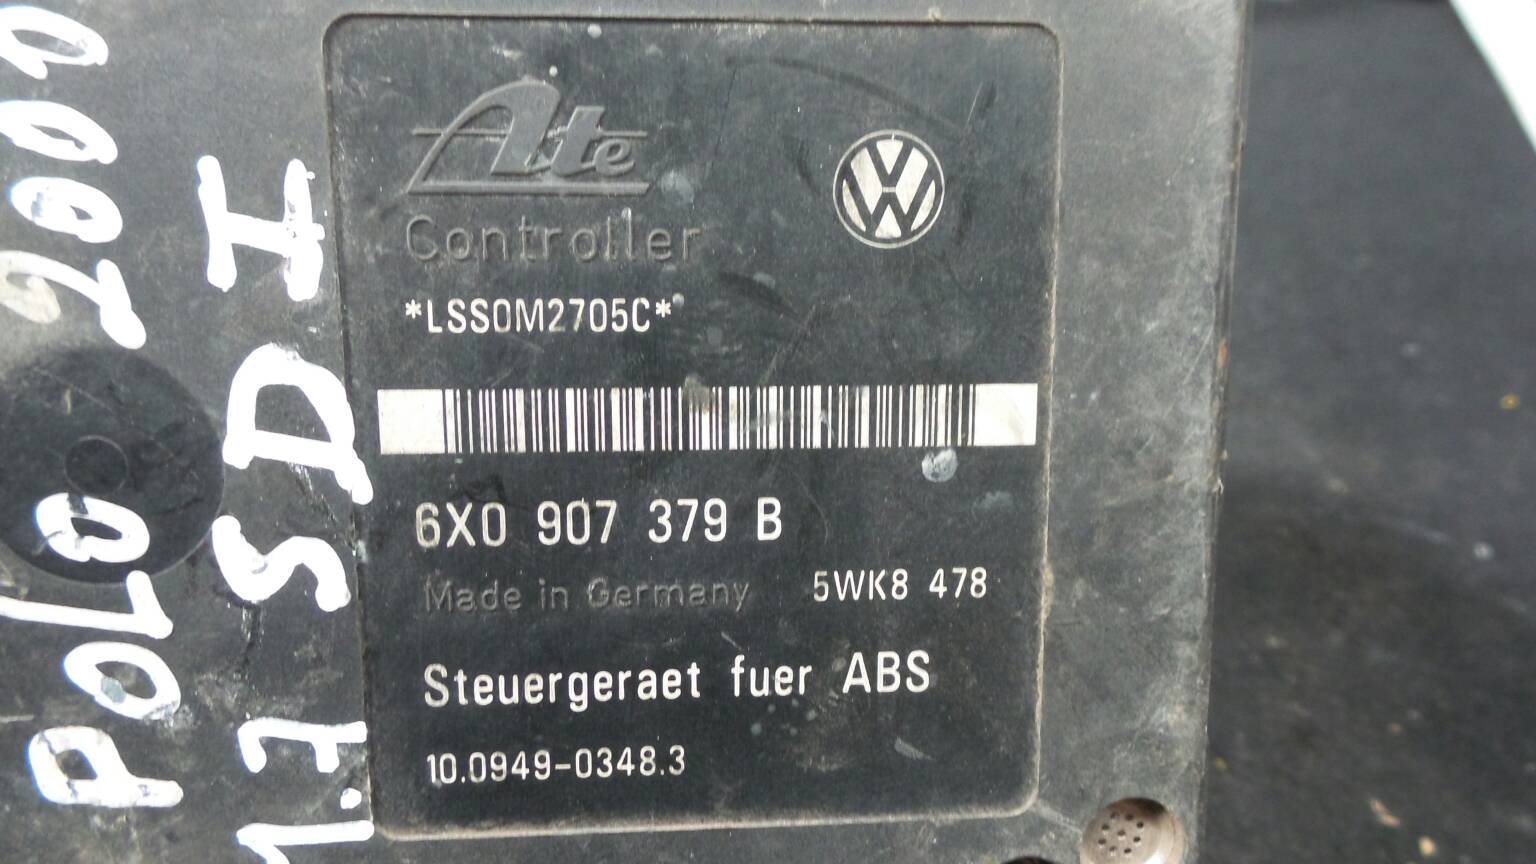 Ate
Controller
*LSS0M2705C*
6X0 907 379 B
Made in Germany 5WK8 478
Steuergeraet fuer ABS
10.0949-0348.3
POLO 2000
1.7 SDI